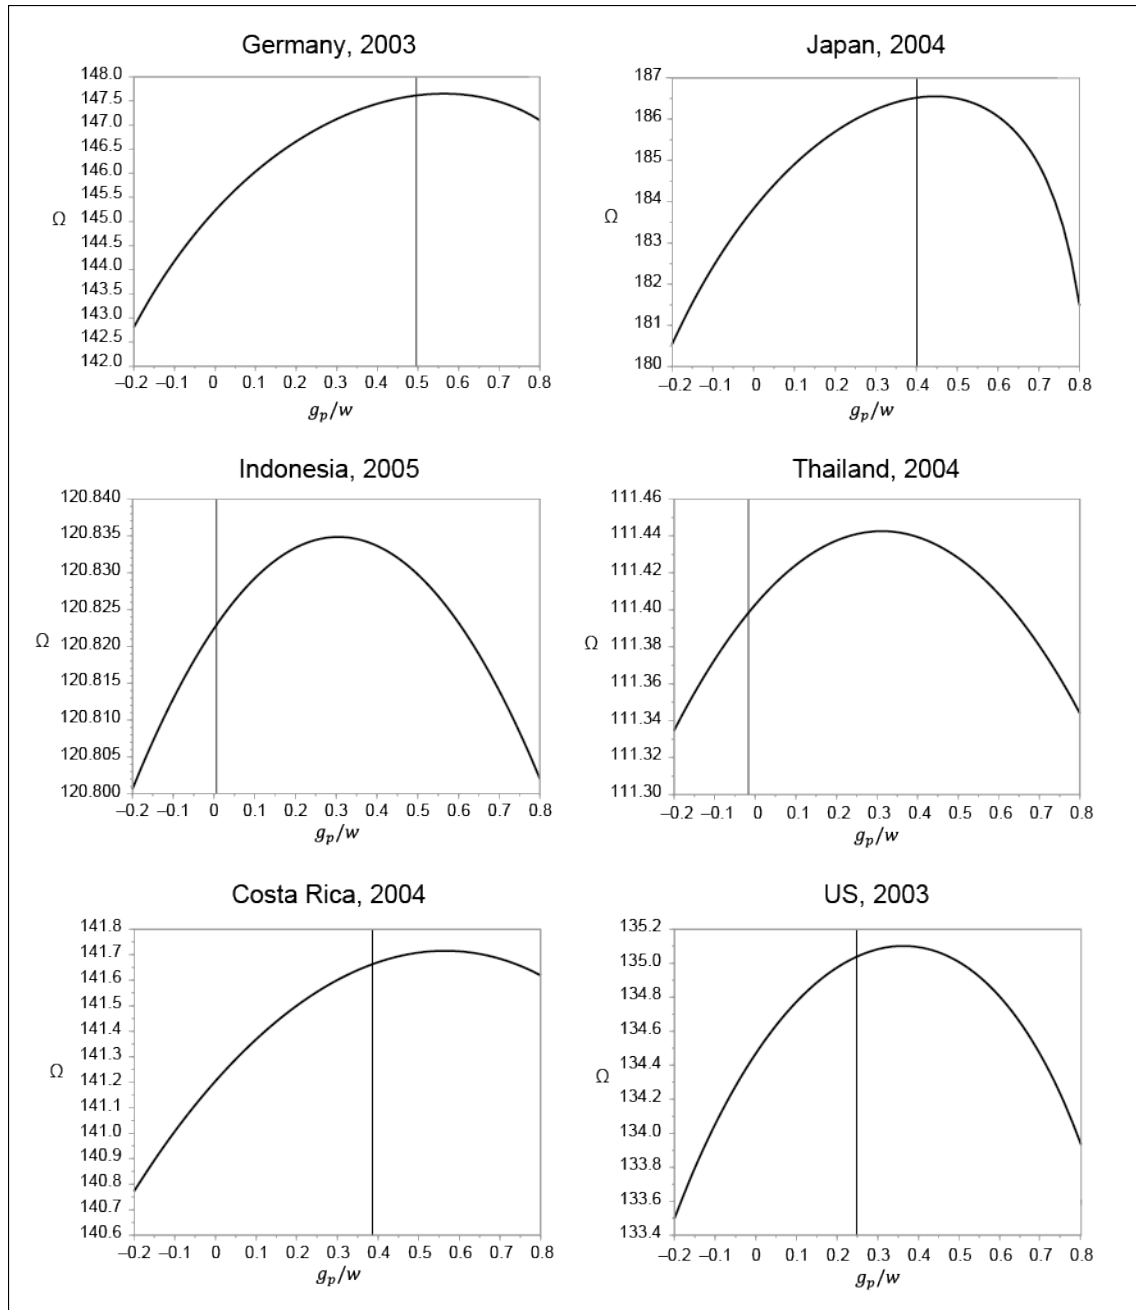 Germany, 2003
148.0
147.5
147.0
146.5
146.0
145.5
145.0
144.5
144.0
143.5
143.0
142.5
142.0
Ω
–0.2 –0.1 0 0.1 0.2 0.3 0.4 0.5 0.6 0.7 0.8
g_p/w
Japan, 2004
187
186
185
184
183
182
181
180
Ω
–0.2 –0.1 0 0.1 0.2 0.3 0.4 0.5 0.6 0.7 0.8
g_p/w
Indonesia, 2005
120.840
120.835
120.830
120.825
120.820
120.815
120.810
120.805
120.800
Ω
–0.2 –0.1 0 0.1 0.2 0.3 0.4 0.5 0.6 0.7 0.8
g_p/w
Thailand, 2004
111.46
111.44
111.42
111.40
111.38
111.36
111.34
111.32
111.30
Ω
–0.2 –0.1 0 0.1 0.2 0.3 0.4 0.5 0.6 0.7 0.8
g_p/w
Costa Rica, 2004
141.8
141.7
141.6
141.5
141.4
141.3
141.2
141.1
141.0
140.9
140.8
140.7
140.6
Ω
–0.2 –0.1 0 0.1 0.2 0.3 0.4 0.5 0.6 0.7 0.8
g_p/w
US, 2003
135.2
135.0
134.8
134.6
134.4
134.2
134.0
133.8
133.6
133.4
Ω
–0.2 –0.1 0 0.1 0.2 0.3 0.4 0.5 0.6 0.7 0.8
g_p/w